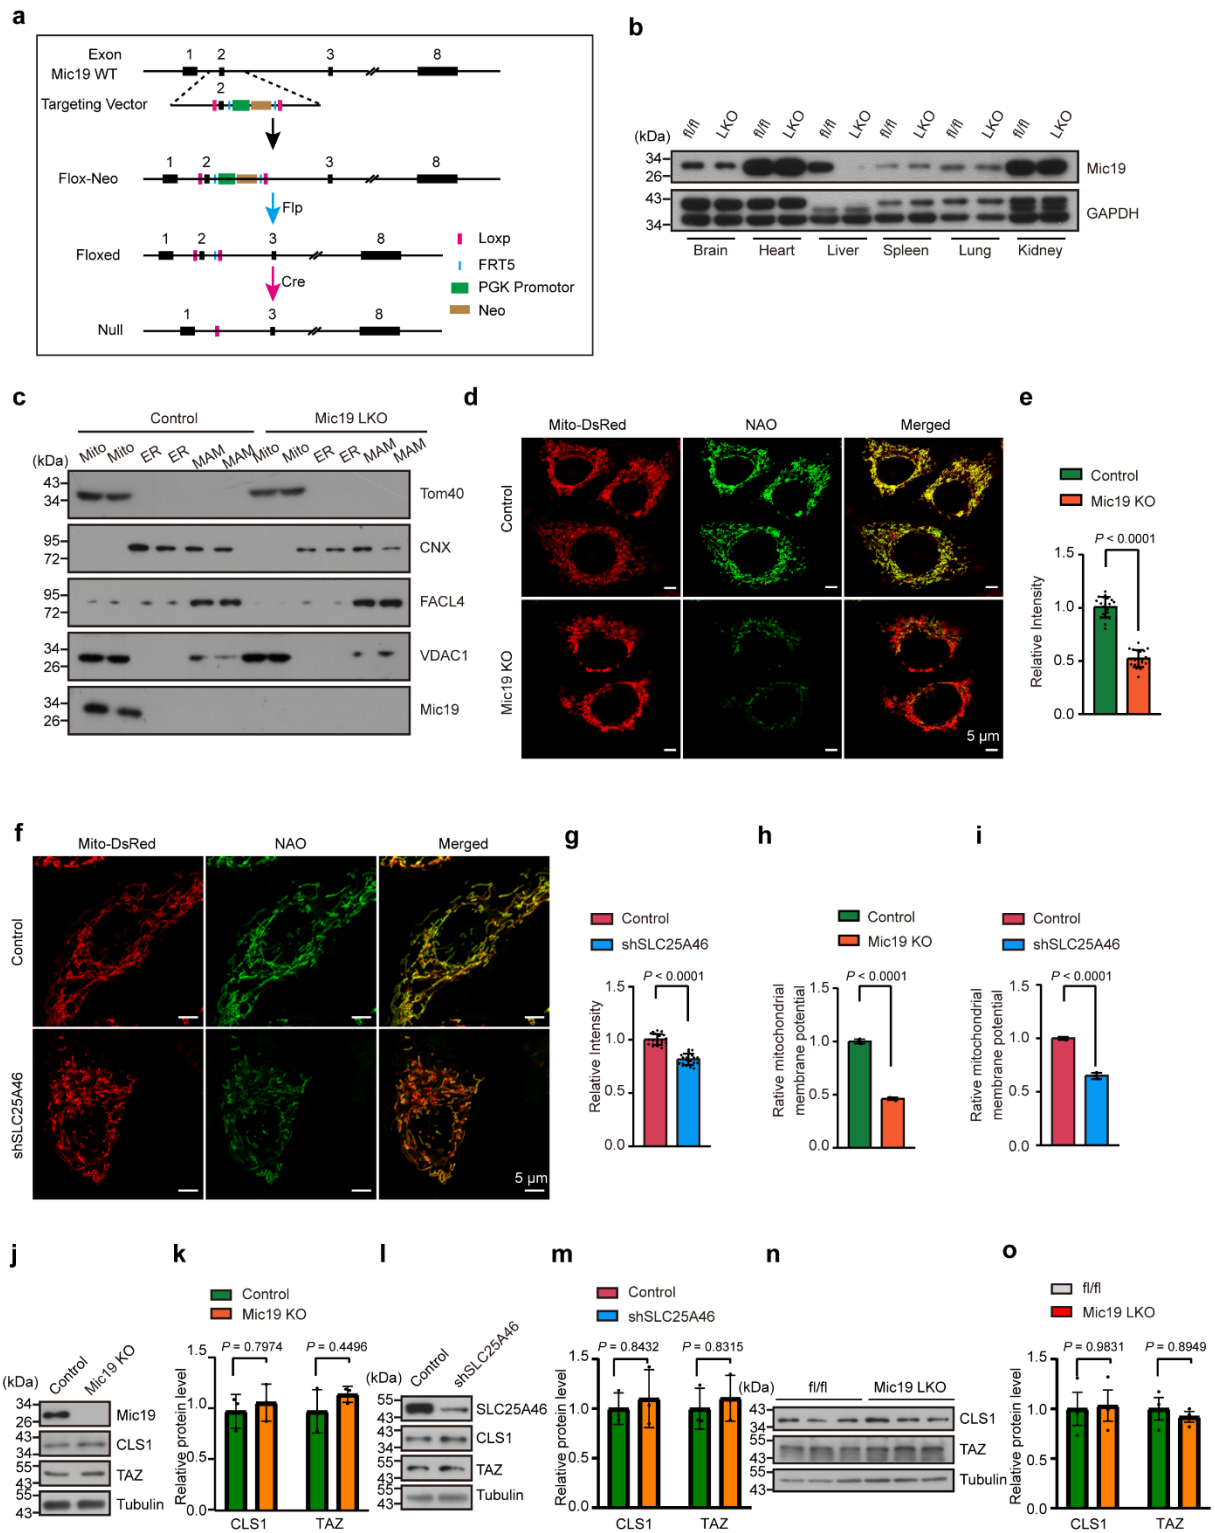 a
Exon
1 2 3 8
Mic19 WT
2
Targeting Vector
1 2 3 8
Flox-Neo
Flp
1 2 3 8
Floxed
Cre
1 3 8
Null
Loxp
FRT5
PGK Promotor
Neo
b
fl/fl LKO fl/fl LKO fl/fl LKO fl/fl LKO fl/fl LKO fl/fl LKO
(kDa)
34
26
Mic19
43
34
GAPDH
Brain Heart Liver Spleen Lung Kidney
c
Control Mic19 LKO
Mito Mito ER ER MAM MAM Mito Mito ER ER MAM MAM
(kDa)
43
34
Tom40
95
72
CNX
95
72
FACL4
34
26
VDAC1
34
26
Mic19
d
Mito-DsRed NAO Merged
Control
Mic19 KO
5 µm
e
Control
Mic19 KO
P < 0.0001
1.5
1.0
0.5
0.0
Relative Intensity
f
Mito-DsRed NAO Merged
Control
shSLC25A46
5 µm
g
Control
shSLC25A46
P < 0.0001
1.5
1.0
0.5
0.0
Relative Intensity
h
Control
Mic19 KO
P < 0.0001
1.5
1.0
0.5
0.0
Rative mitochondrial
membrane potential
i
Control
shSLC25A46
P < 0.0001
1.5
1.0
0.5
0.0
Rative mitochondrial
membrane potential
j
Control Mic19 KO
(kDa)
34
26
Mic19
43
34
CLS1
55
43
TAZ
55
43
Tubulin
k
Control
Mic19 KO
P = 0.7974 P = 0.4496
1.5
1.0
0.5
0.0
Relative protein level
CLS1 TAZ
l
Control shSLC25A46
(kDa)
55
43
SLC25A46
43
34
CLS1
55
43
TAZ
55
43
Tubulin
m
Control
shSLC25A46
P = 0.8432 P = 0.8315
1.5
1.0
0.5
0.0
Relative protein level
CLS1 TAZ
n
fl/fl Mic19 LKO
(kDa)
43
34
CLS1
55
43
TAZ
55
43
Tubulin
o
fl/fl
Mic19 LKO
P = 0.9831 P = 0.8949
1.5
1.0
0.5
0.0
Relative protein level
CLS1 TAZ